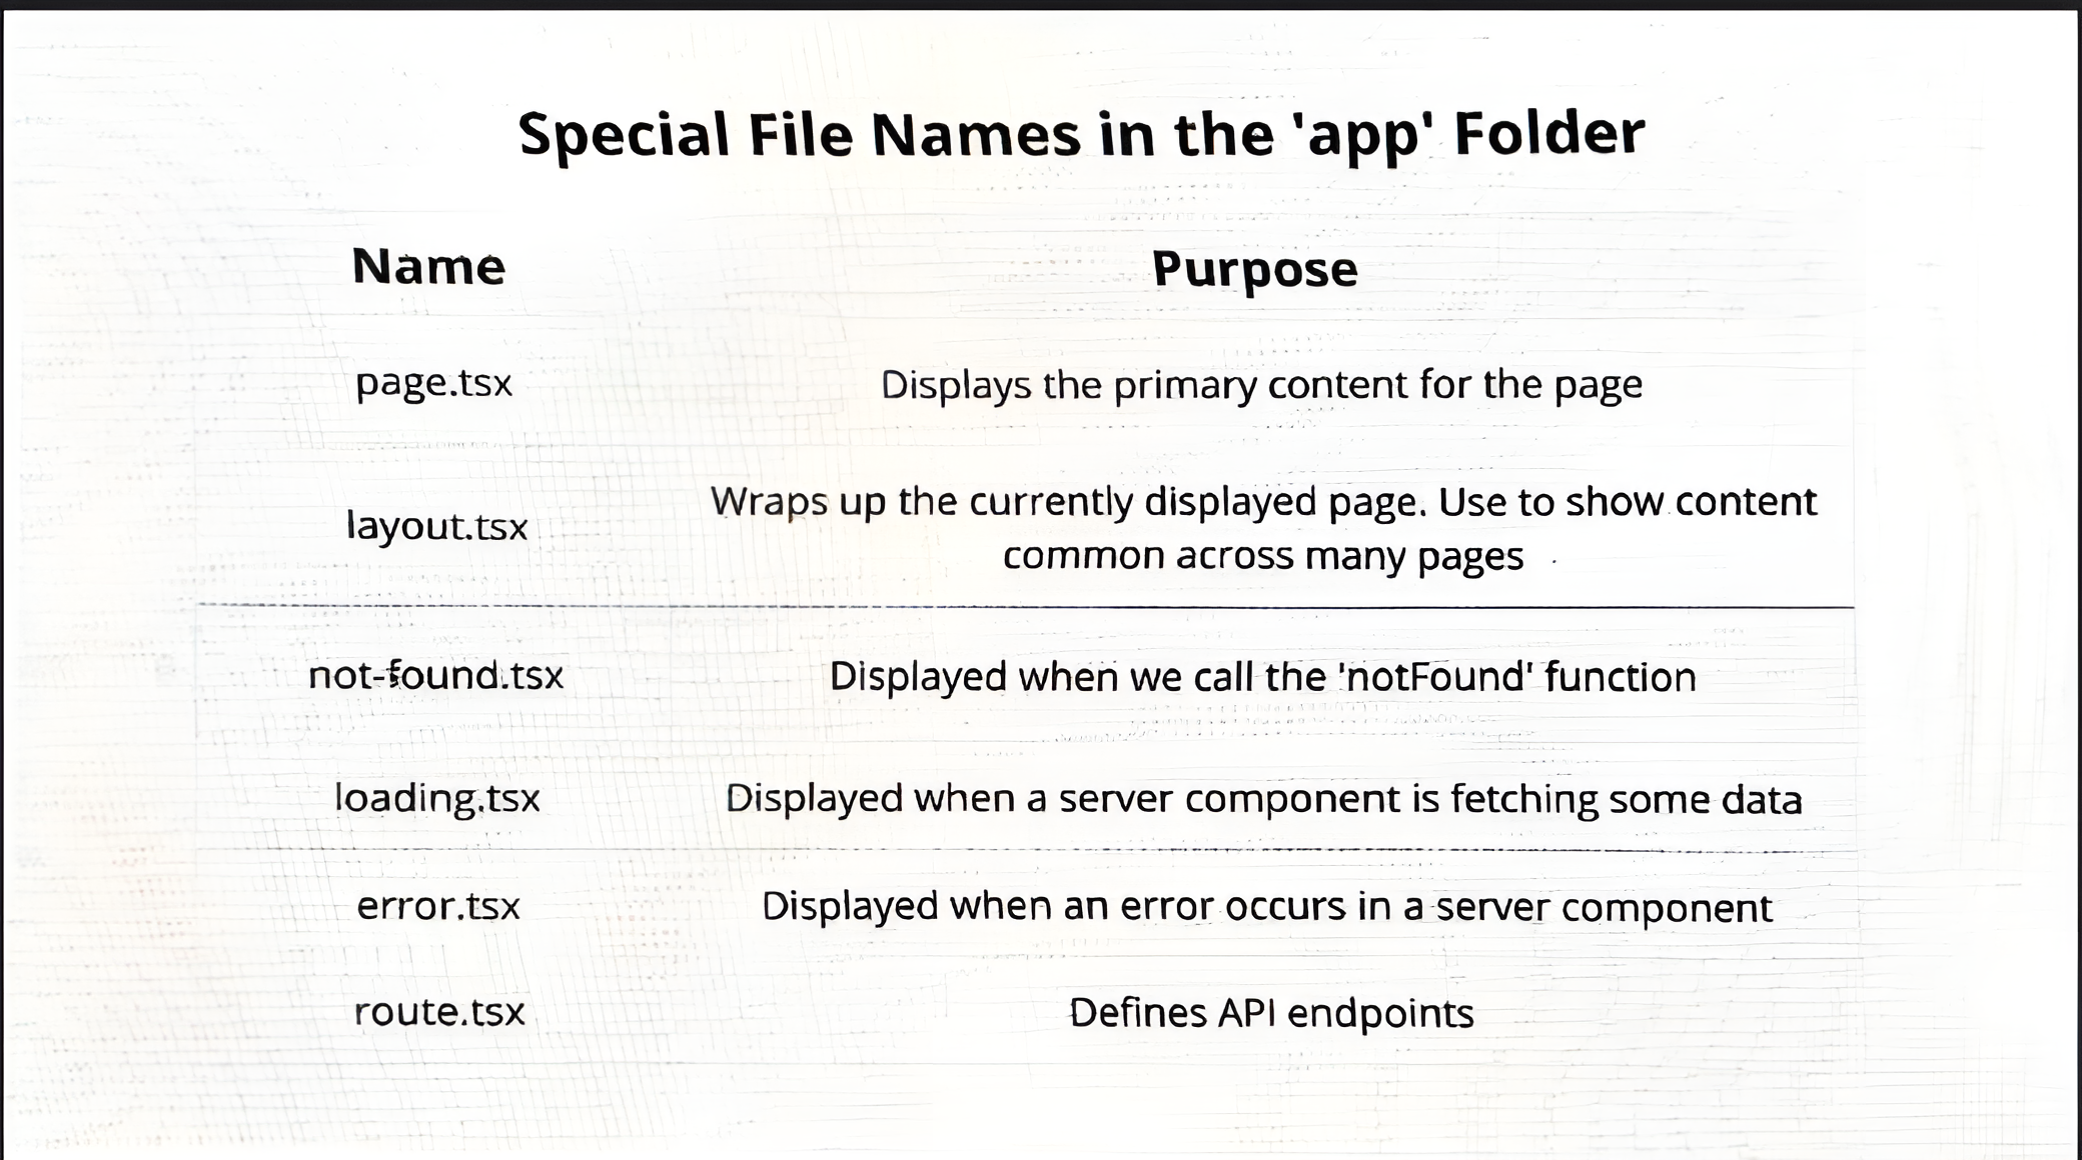 Special File Names in the 'app' Folder
Name Purpose
page.tsx Displays the primary content for the page
layout.tsx Wraps up the currently displayed page. Use to show content
common across many pages
not-found.tsx Displayed when we call the 'notFound' function
loading.tsx Displayed when a server component is fetching some data
error.tsx Displayed when an error occurs in a server component
route.tsx Defines API endpoints